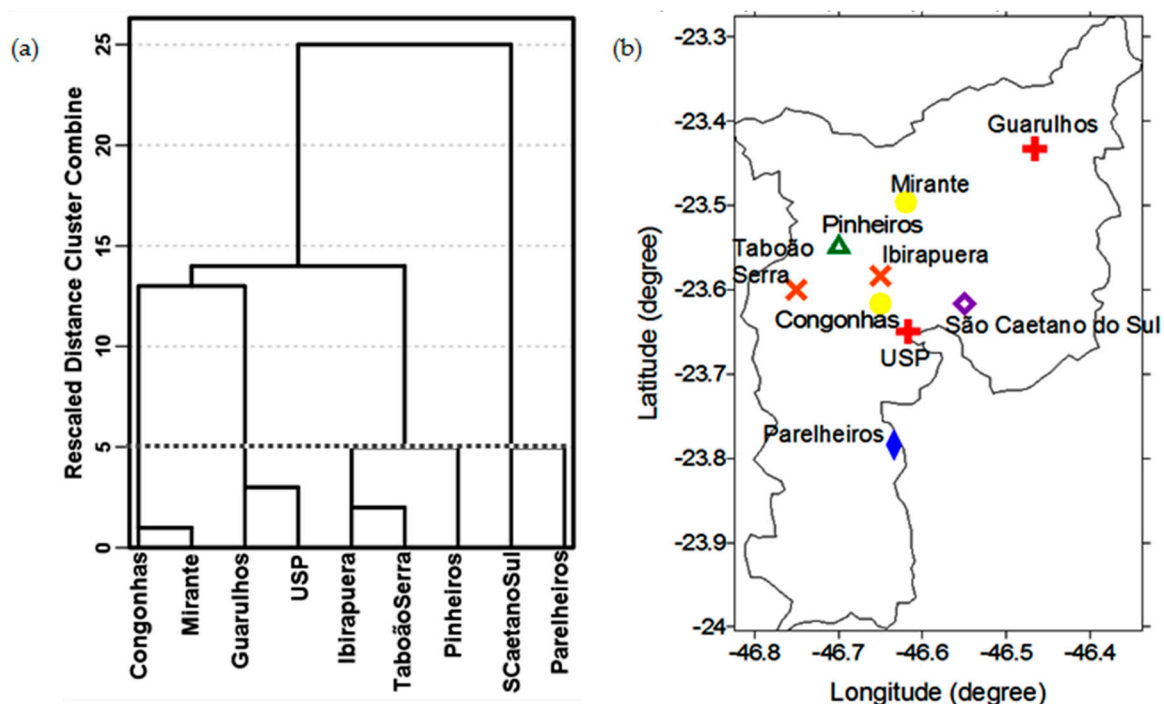 (a)
Rescaled Distance Cluster Combine
25
20
15
10
5
0
Congonhas
Mirante
Guarulhos
USP
Ibirapuera
TaboãoSerra
Pinheiros
SCaetanoSul
Parelheiros
(b)
Latitude (degree)
-23.3
-23.4
-23.5
-23.6
-23.7
-23.8
-23.9
-24
Guarulhos
Mirante
Pinheiros
Taboão
Serra
Ibirapuera
Congonhas
São Caetano do Sul
USP
Parelheiros
-46.8
-46.7
-46.6
-46.5
-46.4
Longitude (degree)